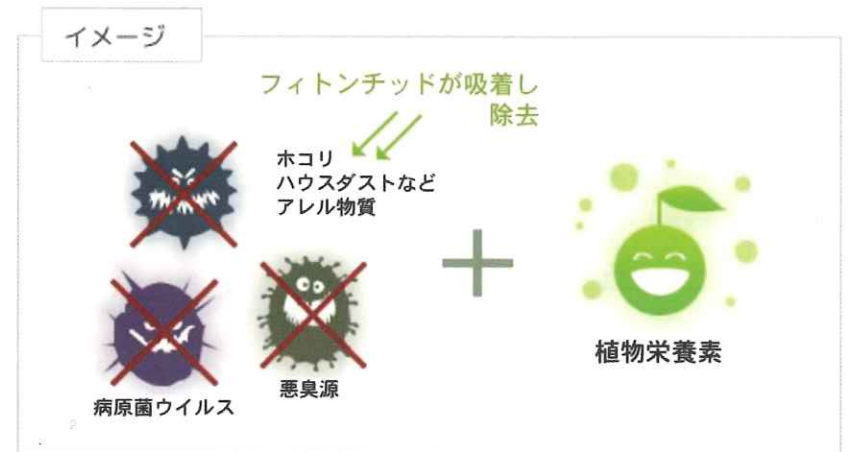 イメージ
フィトンチッドが吸着し
除去
ホコリ
ハウスダストなど
アレル物質
病原菌ウイルス
悪臭源
植物栄養素